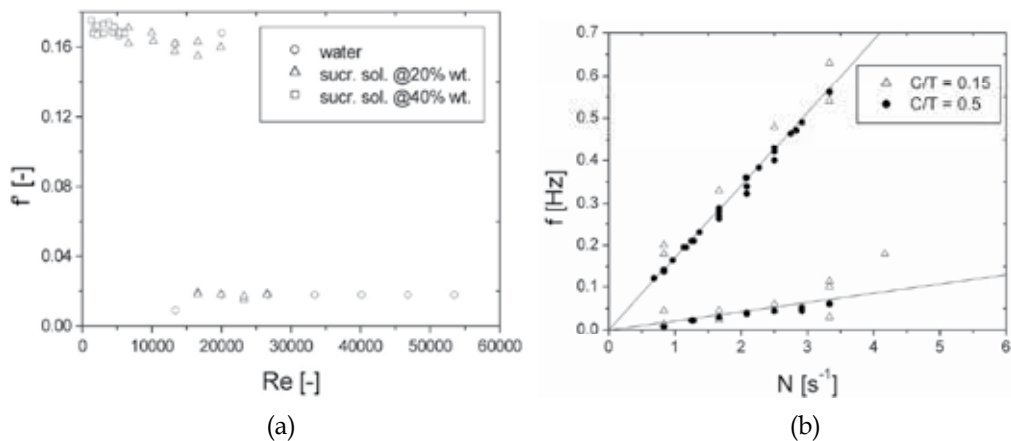 0.16
0.12
0.08
0.04
0.00
f' [-]
water
sucr. sol. @20% wt.
sucr. sol. @40% wt.
0 10000 20000 30000 40000 50000 60000
Re [-]
(a)
0.7
0.6
0.5
0.4
0.3
0.2
0.1
0.0
f [Hz]
C/T = 0.15
C/T = 0.5
0 1 2 3 4 5 6
N [s⁻¹]
(b)